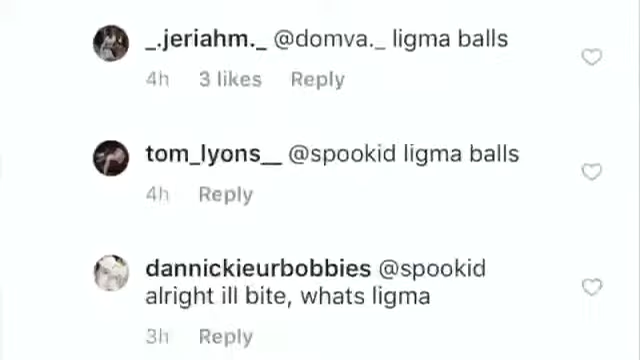 _.jeriahm._ @domva._ ligma balls
4h 3 likes Reply
tom_lyons__ @spookid ligma balls
4h Reply
dannickieurbobbies @spookid
alright ill bite, whats ligma
3h Reply